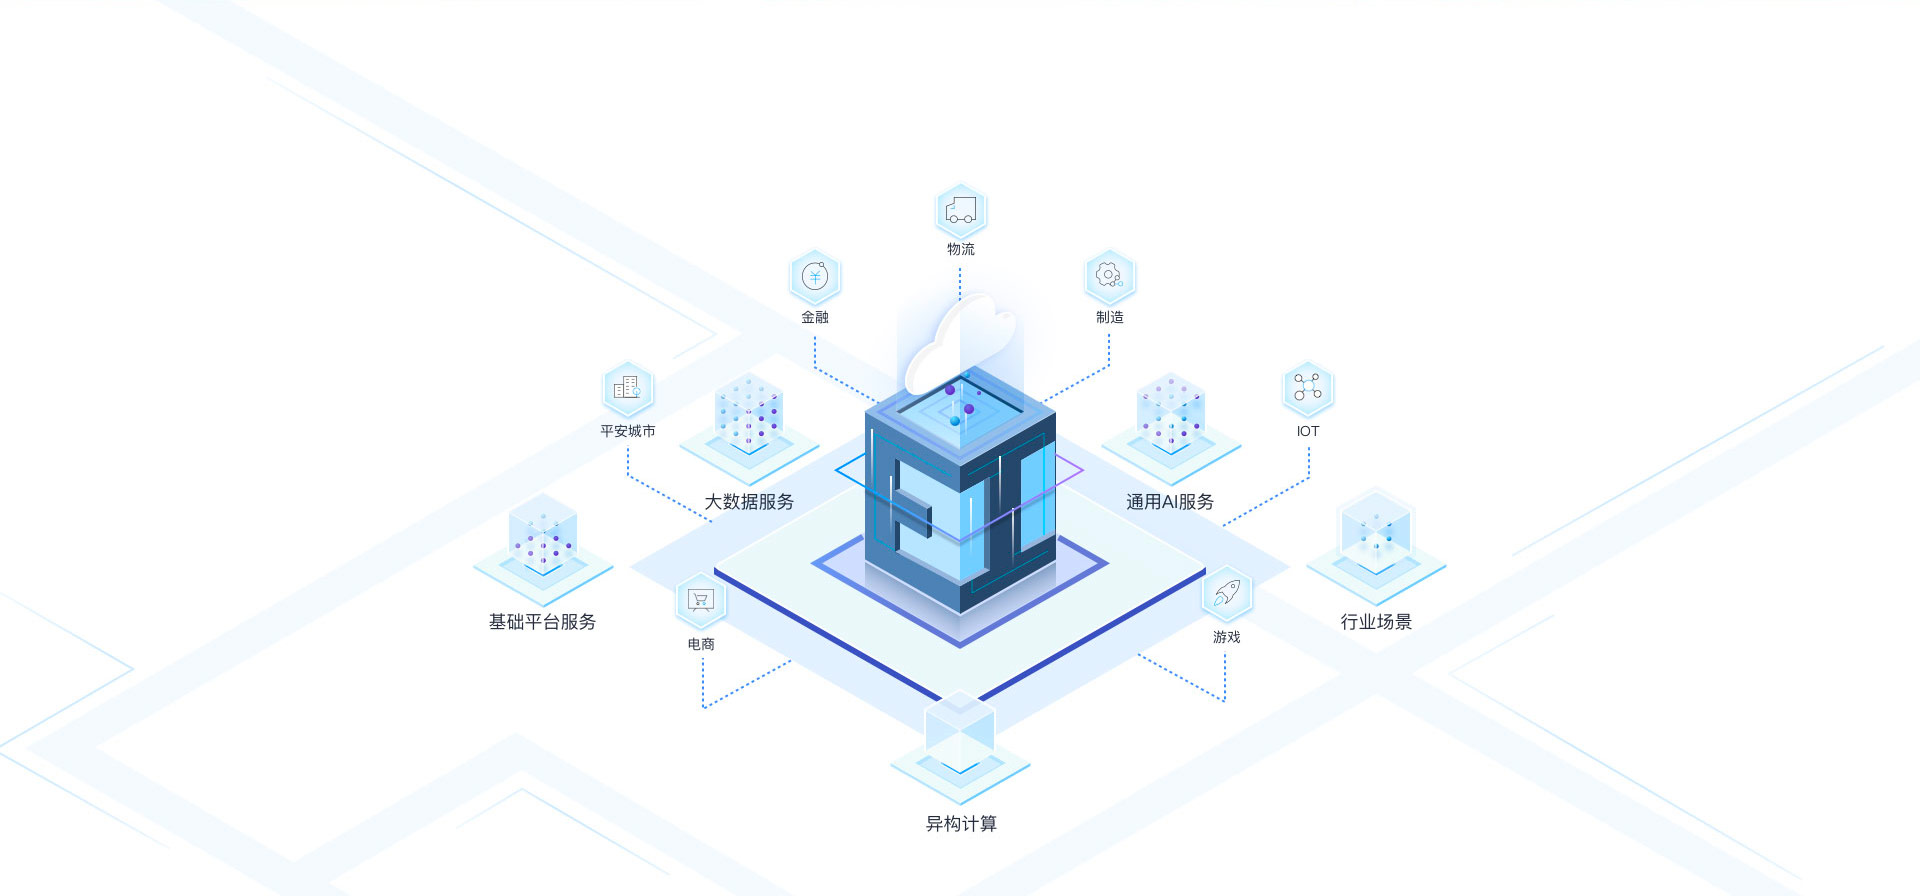 物流
金融
制造
平安城市
IOT
大数据服务
通用AI服务
基础平台服务
行业场景
电商
游戏
异构计算